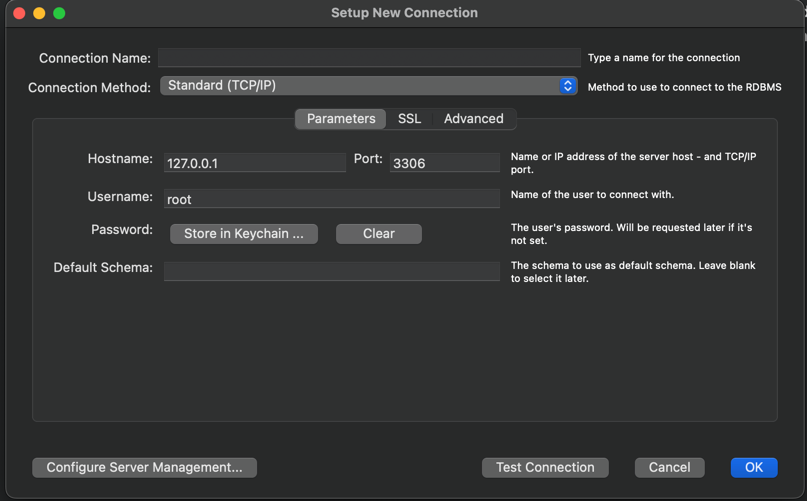 Setup New Connection
Connection Name:
Type a name for the connection
Connection Method: Standard (TCP/IP)
Method to use to connect to the RDBMS
Parameters SSL Advanced
Hostname: 127.0.0.1 Port: 3306
Name or IP address of the server host - and TCP/IP
port.
Username: root
Name of the user to connect with.
Password: Store in Keychain ... Clear
The user's password. Will be requested later if it's
not set.
Default Schema:
The schema to use as default schema. Leave blank
to select it later.
Configure Server Management... Test Connection Cancel OK